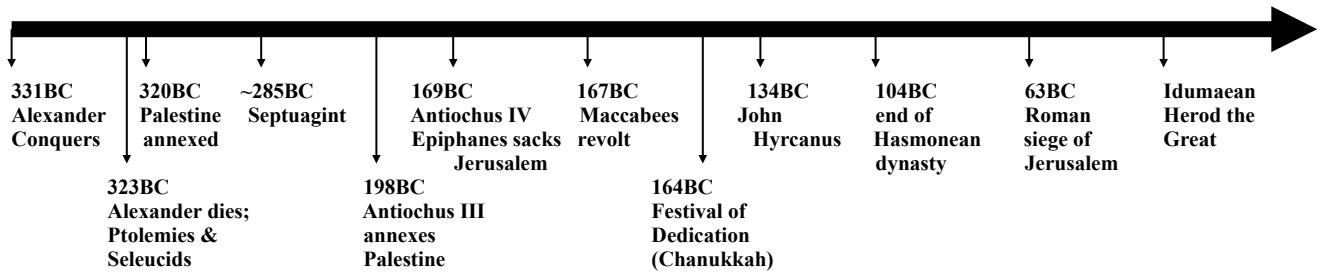 331BC
Alexander
Conquers
323BC
Alexander dies;
Ptolemies &
Seleucids
320BC
Palestine
annexed
~285BC
Septuagint
198BC
Antiochus III
annexes
Palestine
169BC
Antiochus IV
Epiphanes sacks
Jerusalem
167BC
Maccabees
revolt
164BC
Festival of
Dedication
(Chanukkah)
134BC
John
Hyrcanus
104BC
end of
Hasmonean
dynasty
63BC
Roman
siege of
Jerusalem
Idumaean
Herod the
Great